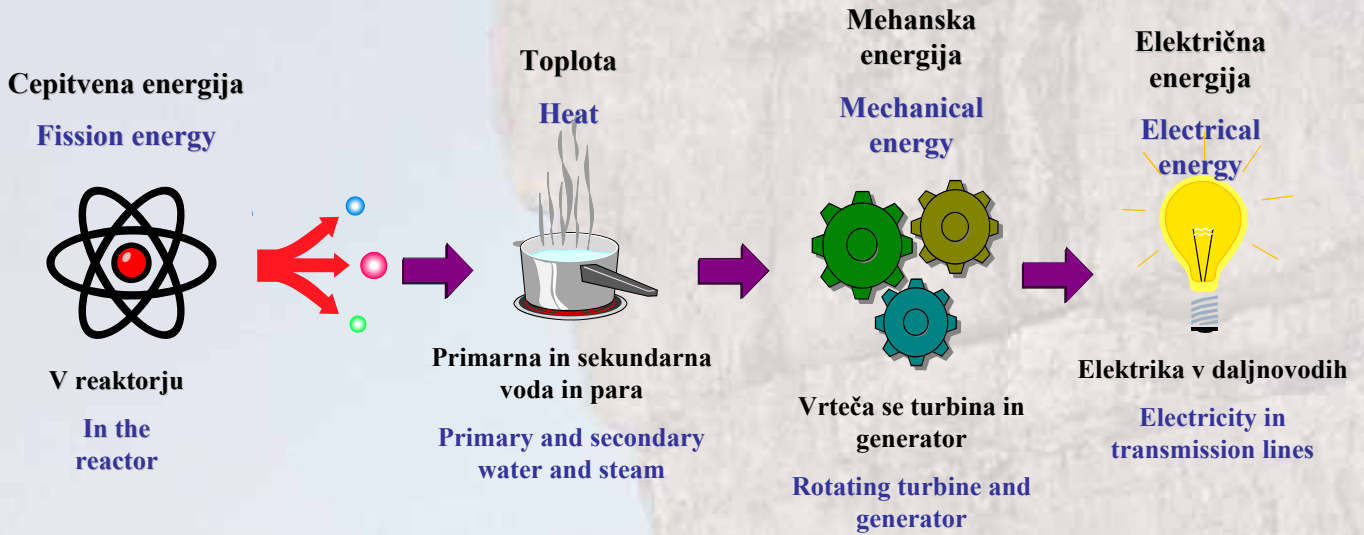 Cepitvena energija
Fission energy
V reaktorju
In the
reactor
Toplota
Heat
Primarna in sekundarna
voda in para
Primary and secondary
water and steam
Mehanska
energija
Mechanical
energy
Vrteča se turbina in
generator
Rotating turbine and
generator
Električna
energija
Electrical
energy
Elektrika v daljnovodih
Electricity in
transmission lines